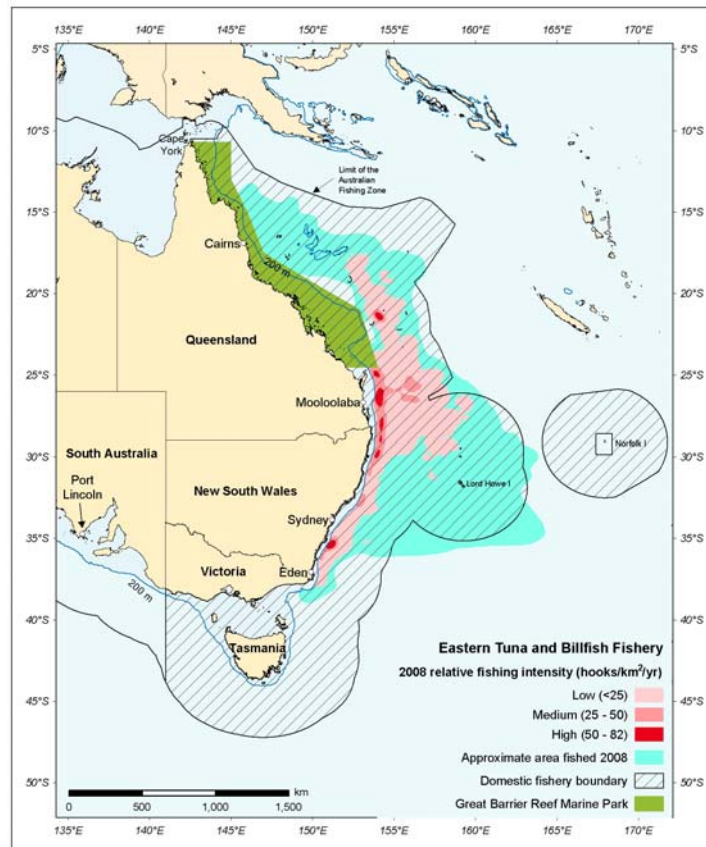 135°E 140°E 145°E 150°E 155°E 160°E 165°E 170°E
5°S 5°S
10°S 10°S
Cape
York
Limit of the
Australian
Fishing Zone
15°S 15°S
Cairns
200 m
20°S 20°S
Queensland
25°S 25°S
Mooloolaba
South Australia
Norfolk I
30°S 30°S
Port
Lincoln
New South Wales
Lord Howe I
Sydney
35°S 35°S
Victoria
Eden
200 m
40°S 40°S
Tasmania
Eastern Tuna and Billfish Fishery
2008 relative fishing intensity (hooks/km²/yr)
Low (<25)
45°S 45°S
Medium (25 - 50)
High (50 - 82)
Approximate area fished 2008
50°S 50°S
km
Domestic fishery boundary
0 500 1,000 1,500
Great Barrier Reef Marine Park
135°E 140°E 145°E 150°E 155°E 160°E 165°E 170°E